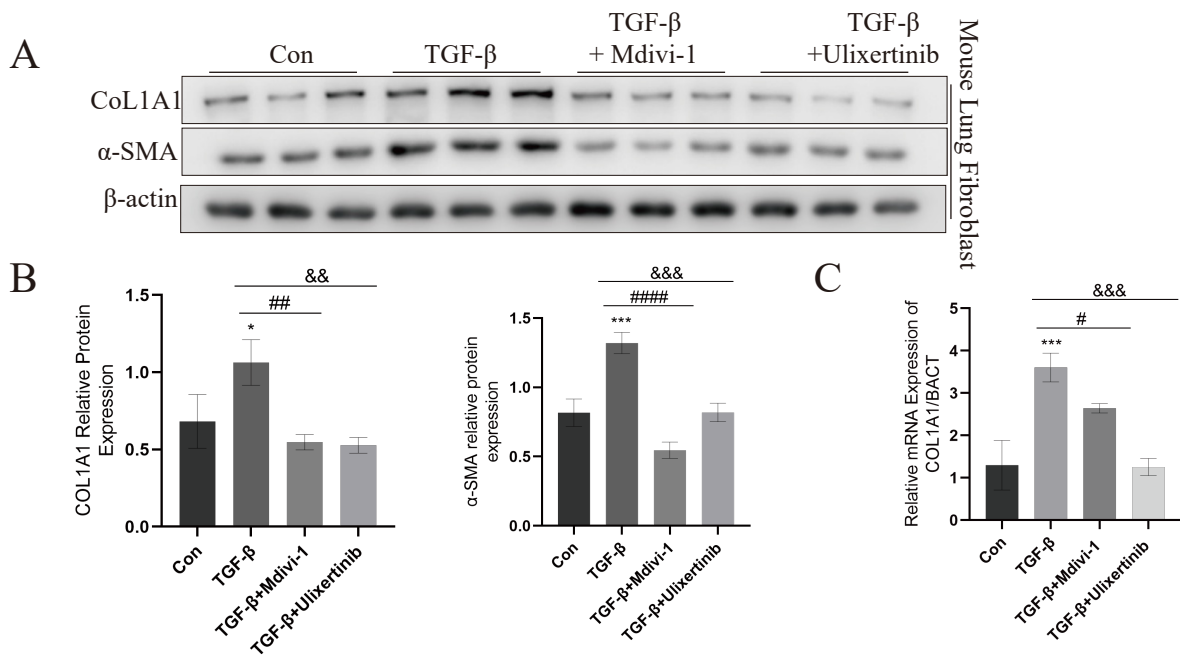 A
Con
TGF-β
TGF-β
+ Mdivi-1
TGF-β
+Ulixertinib
CoL1A1
α-SMA
β-actin
Mouse Lung Fibroblast
B
COL1A1 Relative Protein
Expression
1.5
1.0
0.5
0.0
&&
##
*
Con
TGF-β
TGF-β+Mdivi-1
TGF-β+Ulixertinib
α-SMA relative protein
expression
1.5
1.0
0.5
0.0
&&&
####
***
Con
TGF-β
TGF-β+Mdivi-1
TGF-β+Ulixertinib
C
Relative mRNA Expression of
COL1A1/BACT
5
4
3
2
1
0
&&&
#
***
Con
TGF-β
TGF-β+Mdivi-1
TGF-β+Ulixertinib